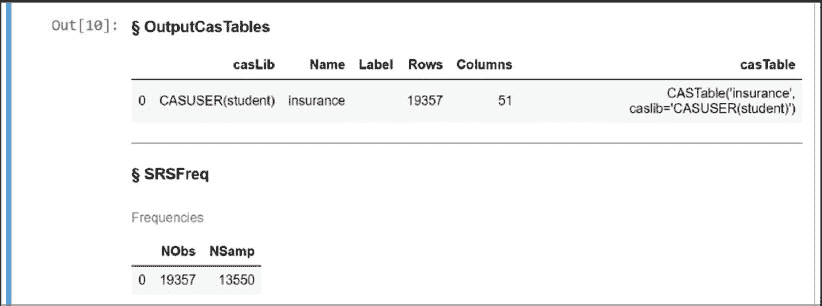 Out[10]: § OutputCasTables
casLib Name Label Rows Columns casTable
0 CASUSER(student) insurance 19357 51 CASTable('insurance',
caslib='CASUSER(student)')
§ SRSFreq
Frequencies
NObs NSamp
0 19357 13550